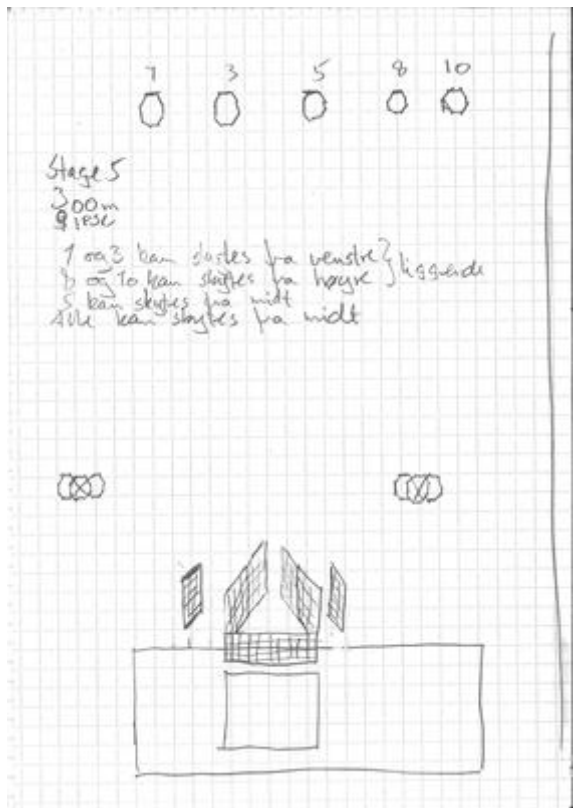 1 3 5 8 10
Stage 5
300m
9 IPSC
1 og 3 kan skytes fra venstre } liggende
8 og 10 kan skytes fra høyre
5 kan skytes fra midt
Alle kan skytes fra midt